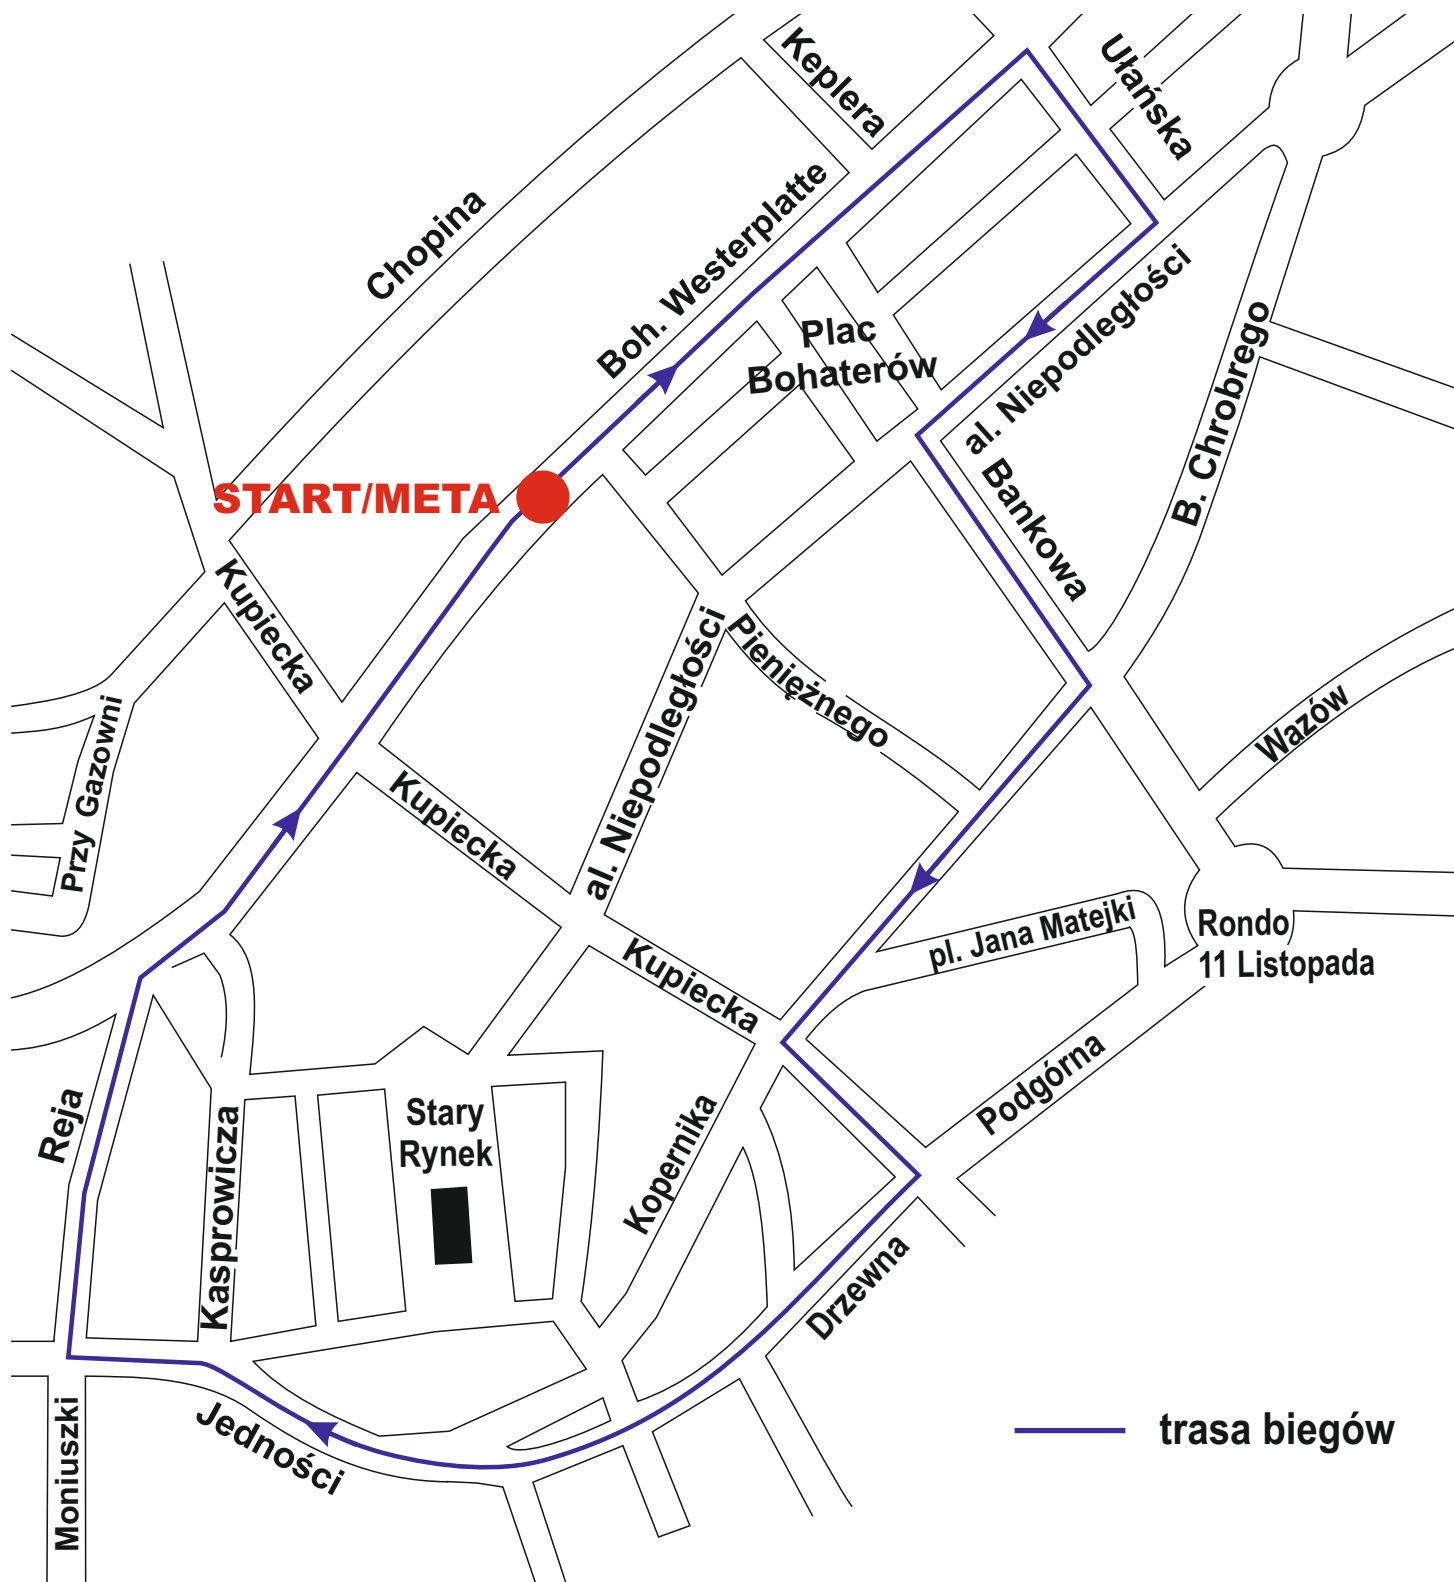 Keplera
Ułańska
Chopina
Boh. Westerplatte
Plac
Bohaterów
al. Niepodległości
B. Chrobrego
START/META
Bankowa
Kupiecka
Pieniężnego
al. Niepodległości
Wazów
Przy Gazowni
Kupiecka
pl. Jana Matejki
Rondo
11 Listopada
Kupiecka
Podgórna
Reja
Stary
Rynek
Kopernika
Kasprowicza
Drzewna
Jedności
Moniuszki
trasa biegów